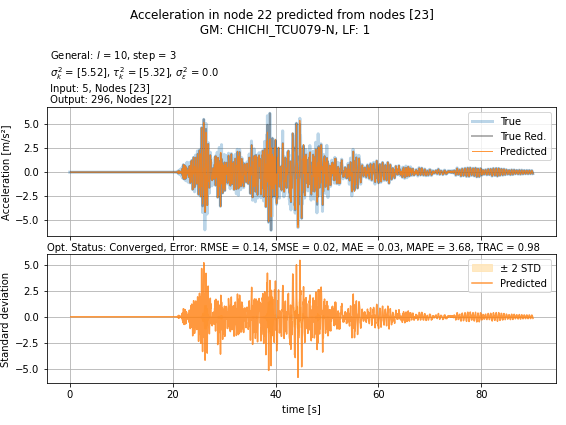 Acceleration in node 22 predicted from nodes [23]
GM: CHICHI_TCU079-N, LF: 1
General: l = 10, step = 3
σ²ₖ = [5.52], τ²ₖ = [5.32], σ²ε = 0.0
Input: 5, Nodes [23]
Output: 296, Nodes [22]
Acceleration [m/s²]
5.0
2.5
0.0
−2.5
−5.0
True
True Red.
Predicted
Opt. Status: Converged, Error: RMSE = 0.14, SMSE = 0.02, MAE = 0.03, MAPE = 3.68, TRAC = 0.98
Standard deviation
5.0
2.5
0.0
−2.5
−5.0
± 2 STD
Predicted
0 20 40 60 80
time [s]